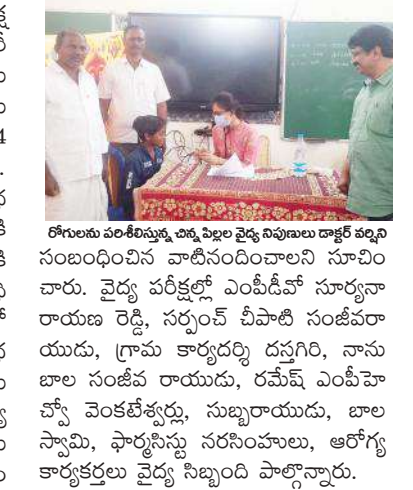 రోగులను పరిశీలిస్తున్న చిన్న పిల్లల వైద్య నిపుణులు డాక్టర్ వర్షిని
సంబంధించిన వాటినందించాలని సూచిం
చారు. వైద్య పరీక్షల్లో ఎంపీడీవో సూర్యనా
రాయణ రెడ్డి, సర్పంచ్ చీపాటి సంజీవరా
యుడు, గ్రామ కార్యదర్శి దస్తగిరి, నాను
బాల సంజీవ రాయుడు, రమేష్ ఎంపీహె
చ్వో వెంకటేశ్వర్లు, సుబ్బరాయుడు, బాల
స్వామి, ఫార్మసిస్టు నరసింహులు, ఆరోగ్య
కార్యకర్తలు వైద్య సిబ్బంది పాల్గొన్నారు.